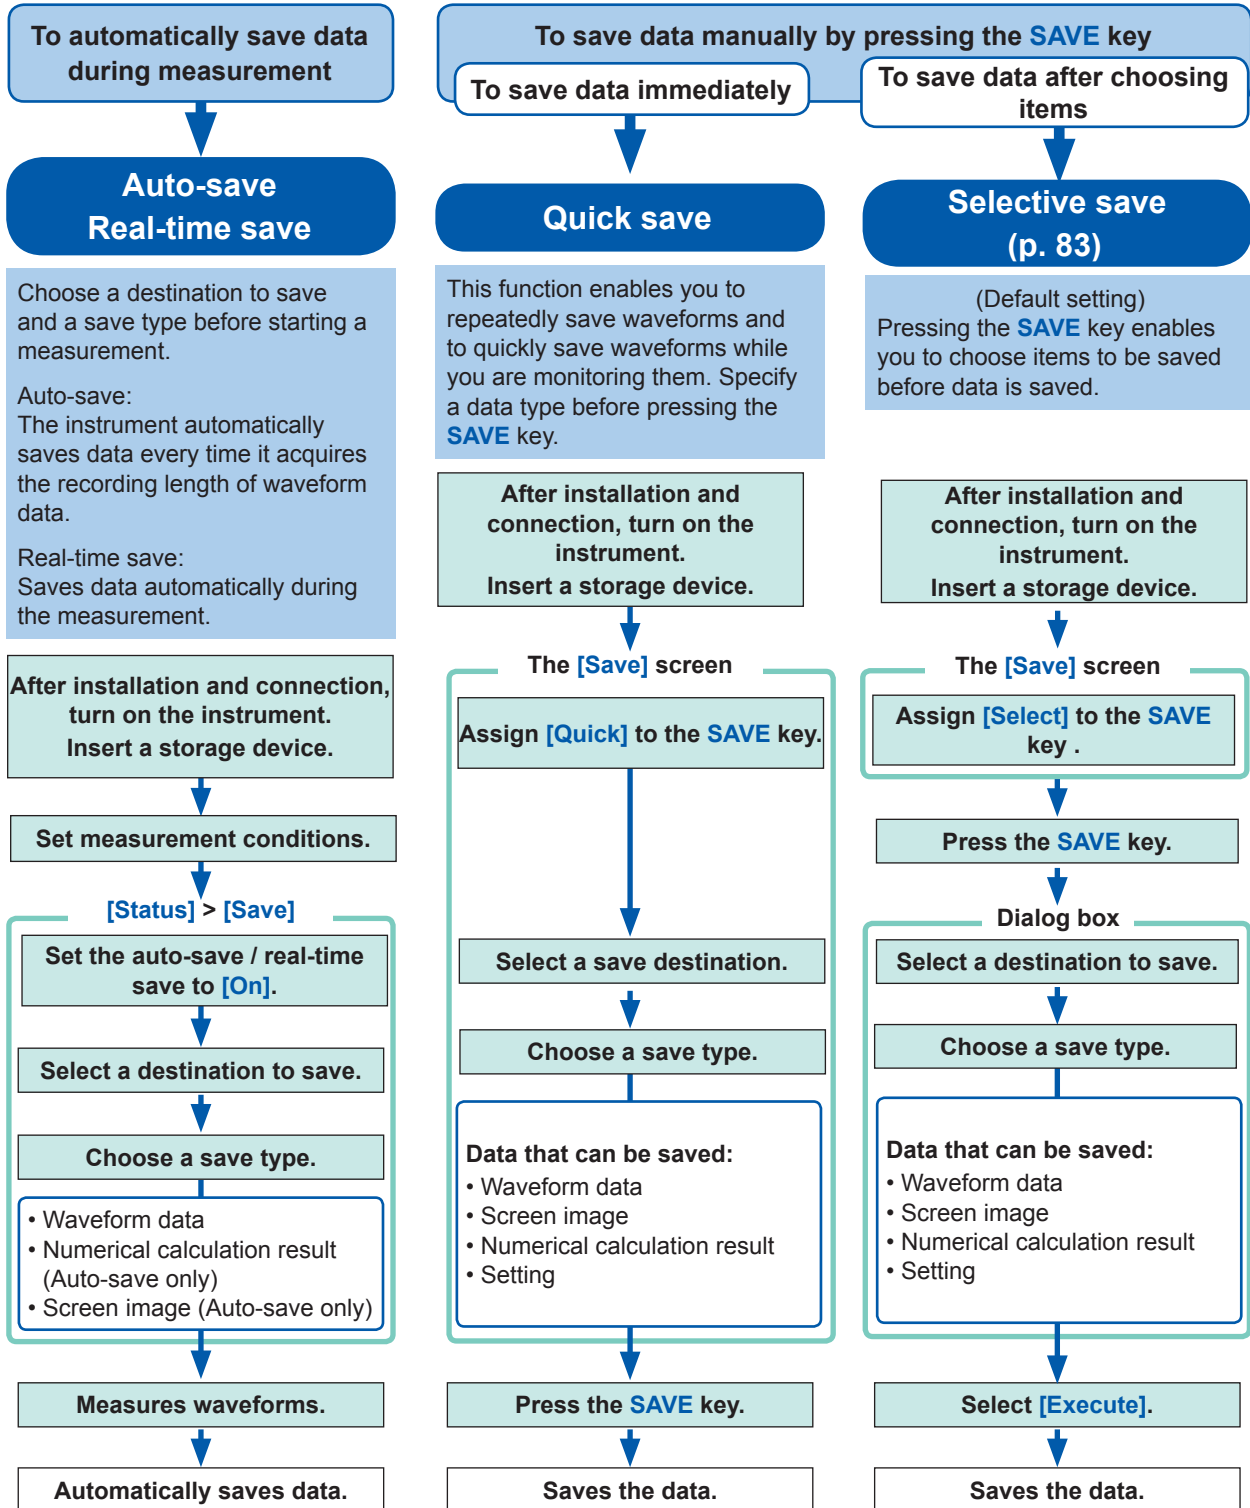 To automatically save data
during measurement
Auto-save
Real-time save
Choose a destination to save
and a save type before starting a
measurement.
Auto-save:
The instrument automatically
saves data every time it acquires
the recording length of waveform
data.
Real-time save:
Saves data automatically during
the measurement.
After installation and connection,
turn on the instrument.
Insert a storage device.
Set measurement conditions.
[Status] > [Save]
Set the auto-save / real-time
save to [On].
Select a destination to save.
Choose a save type.
• Waveform data
• Numerical calculation result
(Auto-save only)
• Screen image (Auto-save only)
Measures waveforms.
Automatically saves data.
To save data manually by pressing the SAVE key
To save data immediately
Quick save
This function enables you to
repeatedly save waveforms and
to quickly save waveforms while
you are monitoring them. Specify
a data type before pressing the
SAVE key.
After installation and
connection, turn on the
instrument.
Insert a storage device.
The [Save] screen
Assign [Quick] to the SAVE key.
Select a save destination.
Choose a save type.
Data that can be saved:
• Waveform data
• Screen image
• Numerical calculation result
• Setting
Press the SAVE key.
Saves the data.
To save data after choosing
items
Selective save
(p. 83)
(Default setting)
Pressing the SAVE key enables
you to choose items to be saved
before data is saved.
After installation and
connection, turn on the
instrument.
Insert a storage device.
The [Save] screen
Assign [Select] to the SAVE
key .
Press the SAVE key.
Dialog box
Select a destination to save.
Choose a save type.
Data that can be saved:
• Waveform data
• Screen image
• Numerical calculation result
• Setting
Select [Execute].
Saves the data.